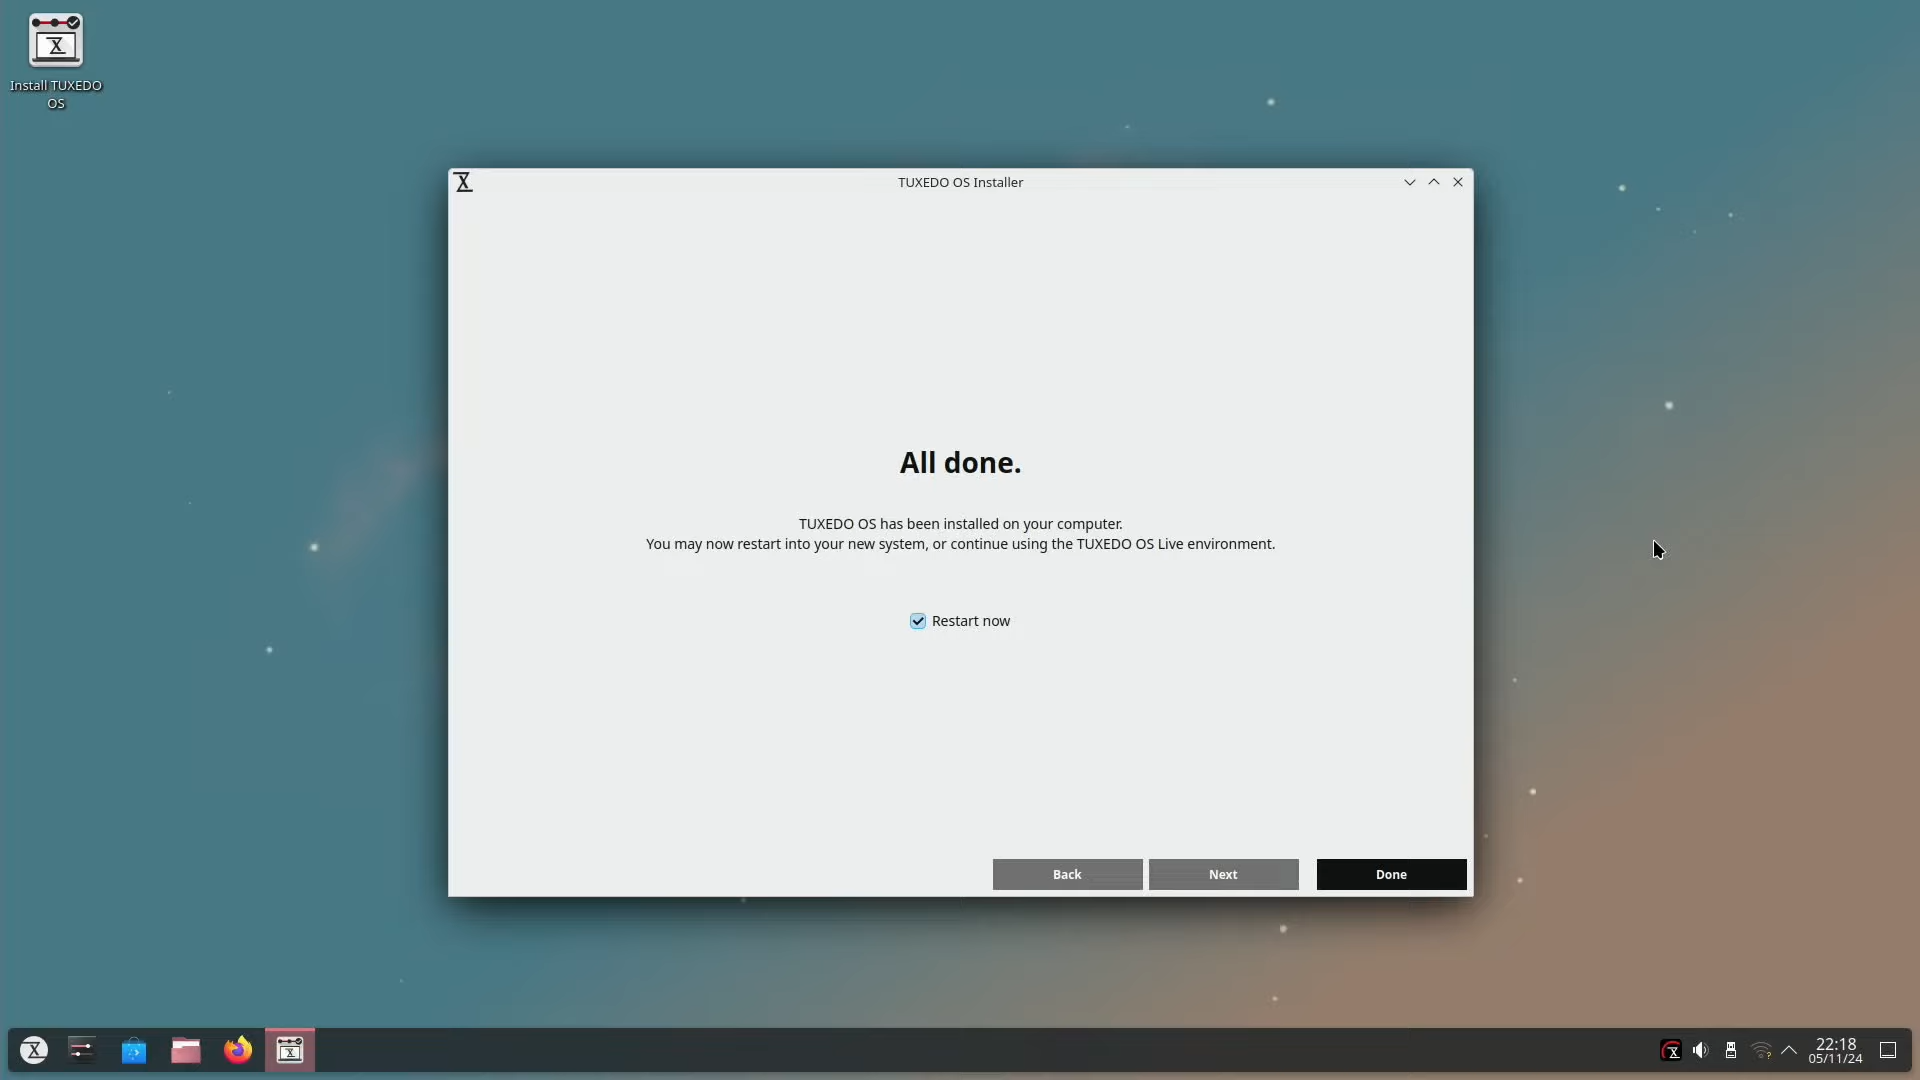 Install TUXEDO
OS
TUXEDO OS Installer
All done.
TUXEDO OS has been installed on your computer.
You may now restart into your new system, or continue using the TUXEDO OS Live environment.
Restart now
Back
Next
Done
22:18
05/11/24